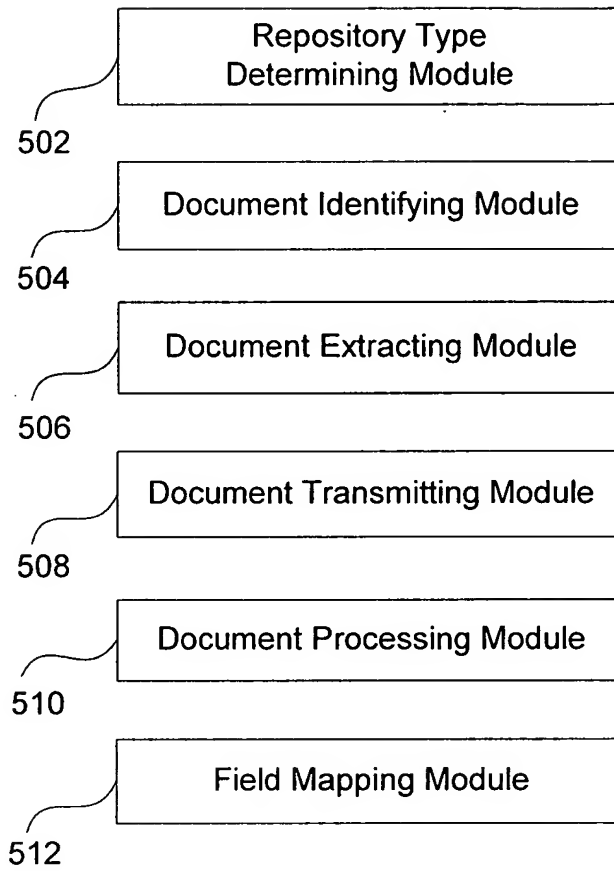 Repository Type
Determining Module
502
Document Identifying Module
504
Document Extracting Module
506
Document Transmitting Module
508
Document Processing Module
510
Field Mapping Module
512